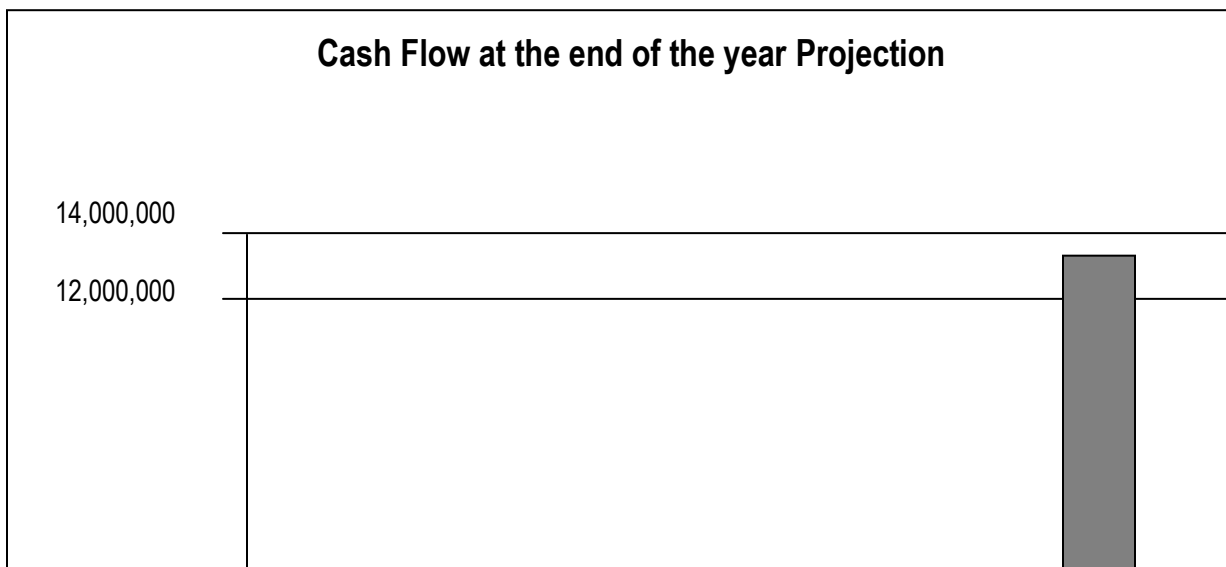 Cash Flow at the end of the year Projection
14,000,000
12,000,000